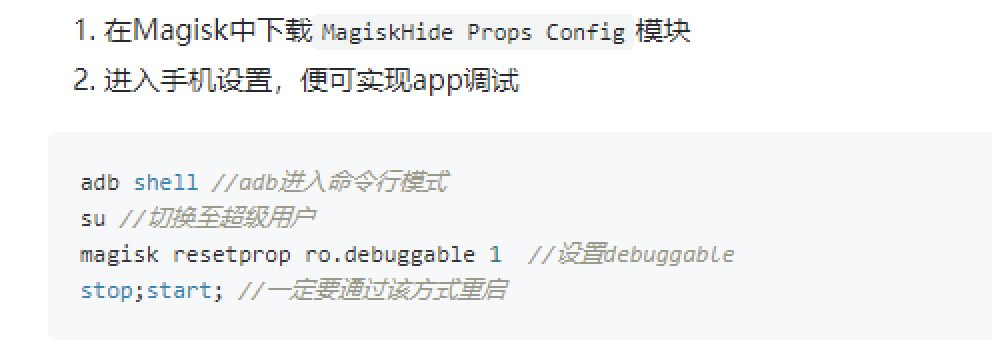 1. 在Magisk中下载 MagiskHide Props Config 模块
2. 进入手机设置，便可实现app调试
adb shell //adb进入命令行模式
su //切换至超级用户
magisk resetprop ro.debuggable 1  //设置debuggable
stop;start; //一定要通过该方式重启